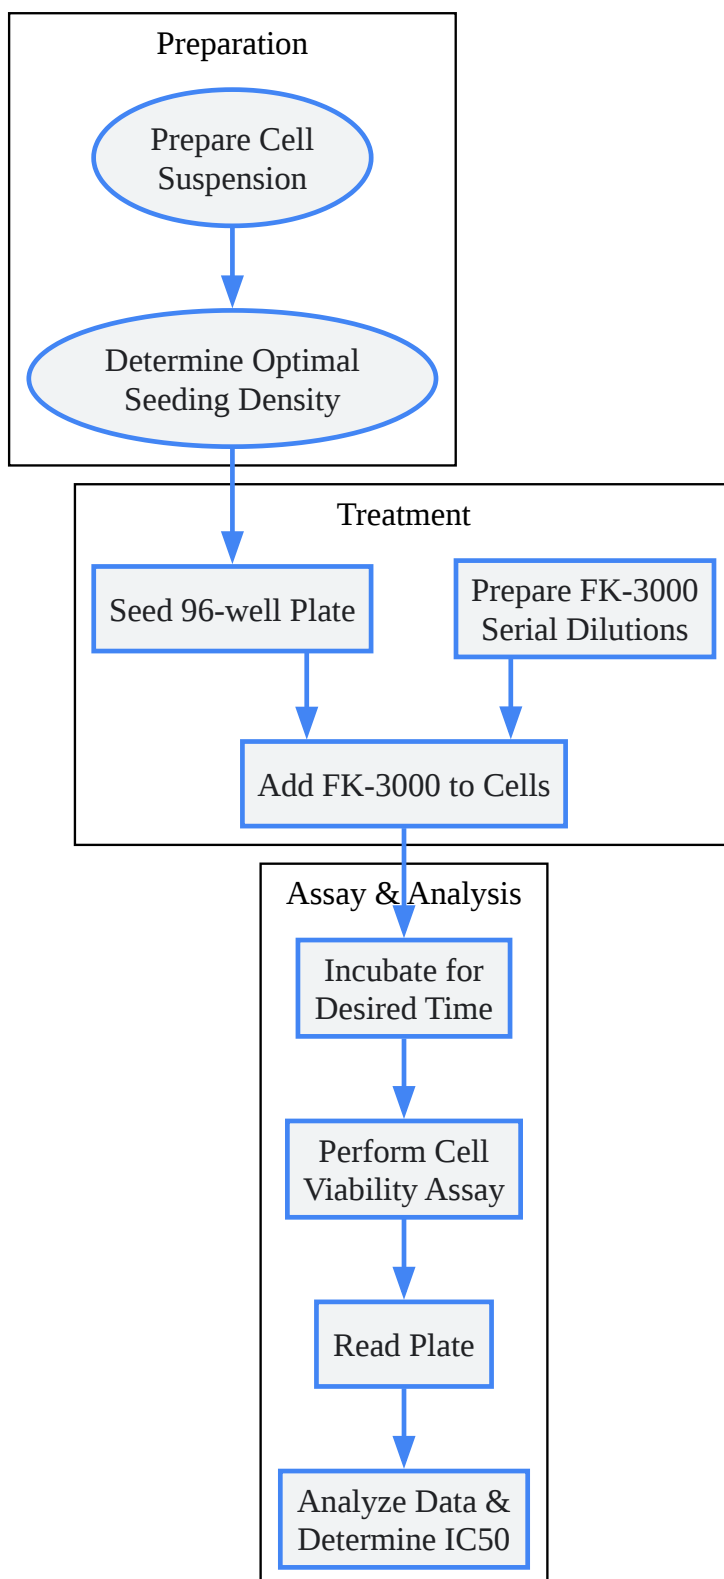 Preparation
Prepare Cell
Suspension
Determine Optimal
Seeding Density
Treatment
Seed 96-well Plate
Prepare FK-3000
Serial Dilutions
Add FK-3000 to Cells
Assay & Analysis
Incubate for
Desired Time
Perform Cell
Viability Assay
Read Plate
Analyze Data &
Determine IC50